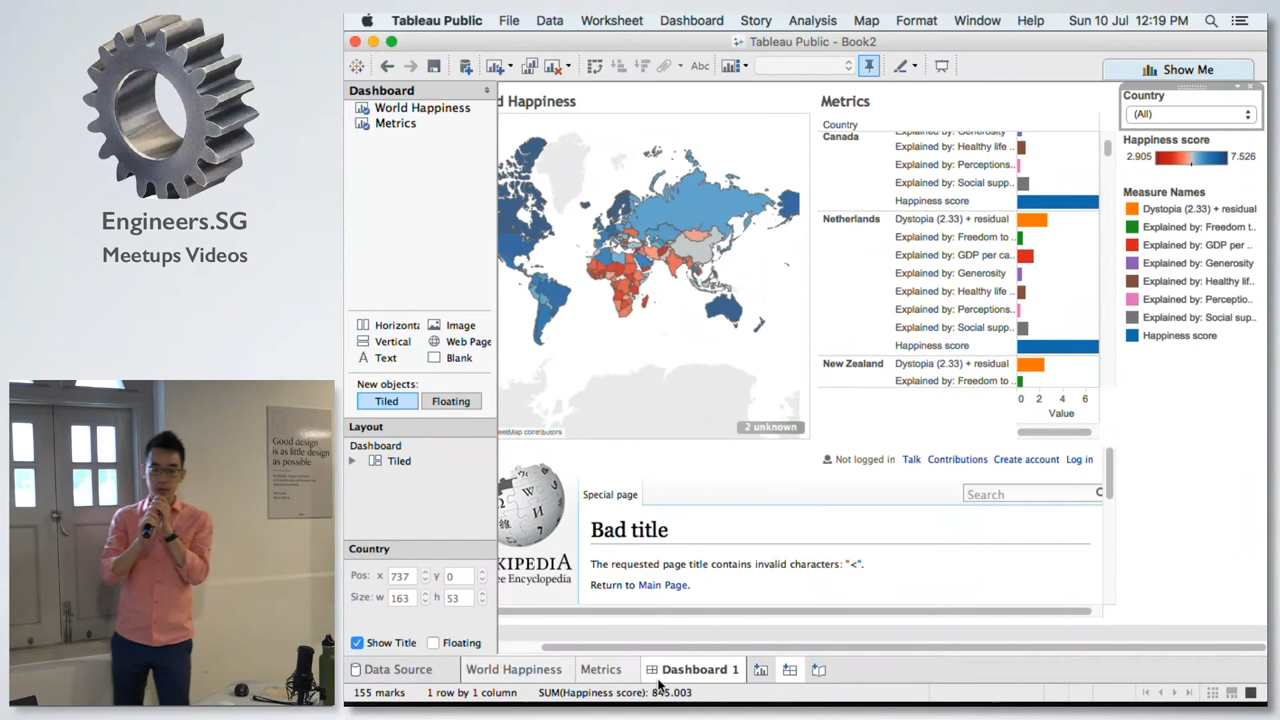 Engineers.SG
Meetups Videos
Good design
is as little design
as possible
Tableau Public File Data Worksheet Dashboard Story Analysis Map Format Window Help Sun 10 Jul 12:19 PM
Tableau Public - Book2
Abc
Show Me
Dashboard
World Happiness
Metrics
Horizonta
Image
Vertical
Web Page
Text
Blank
New objects:
Tiled
Floating
Layout
Dashboard
Tiled
Country
Pos: x 737 y 0
Size: w 163 h 53
Show Title
Floating
d Happiness
2 unknown
eetMap contributors
Metrics
Country
Canada
Explained by: Generosity
Explained by: Healthy life ..
Explained by: Perceptions..
Explained by: Social supp..
Happiness score
Netherlands
Dystopia (2.33) + residual
Explained by: Freedom to ..
Explained by: GDP per ca..
Explained by: Generosity
Explained by: Healthy life ..
Explained by: Perceptions..
Explained by: Social supp..
Happiness score
New Zealand
Dystopia (2.33) + residual
Explained by: Freedom to ...
0 2 4 6
Value
Country
(All)
Happiness score
2.905 7.526
Measure Names
Dystopia (2.33) + residual
Explained by: Freedom t..
Explained by: GDP per ..
Explained by: Generosity
Explained by: Healthy lif..
Explained by: Perceptio..
Explained by: Social sup..
Happiness score
Not logged in Talk Contributions Create account Log in
Special page
Search
KIPEDIA
ee Encyclopedia
Bad title
The requested page title contains invalid characters: "<".
Return to Main Page.
Data Source World Happiness Metrics Dashboard 1
155 marks 1 row by 1 column SUM(Happiness score): 845.003